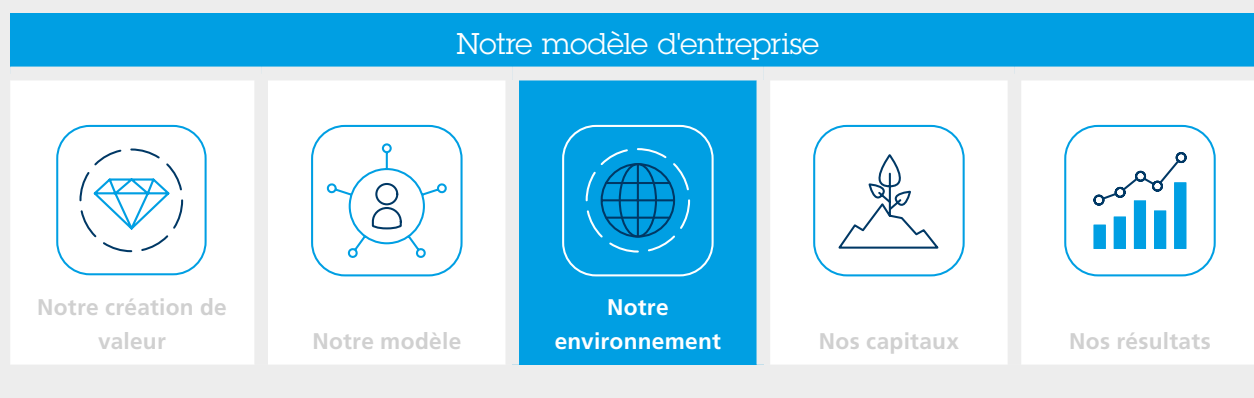 Notre modèle d'entreprise
Notre création de
valeur
Notre modèle
Notre
environnement
Nos capitaux
Nos résultats